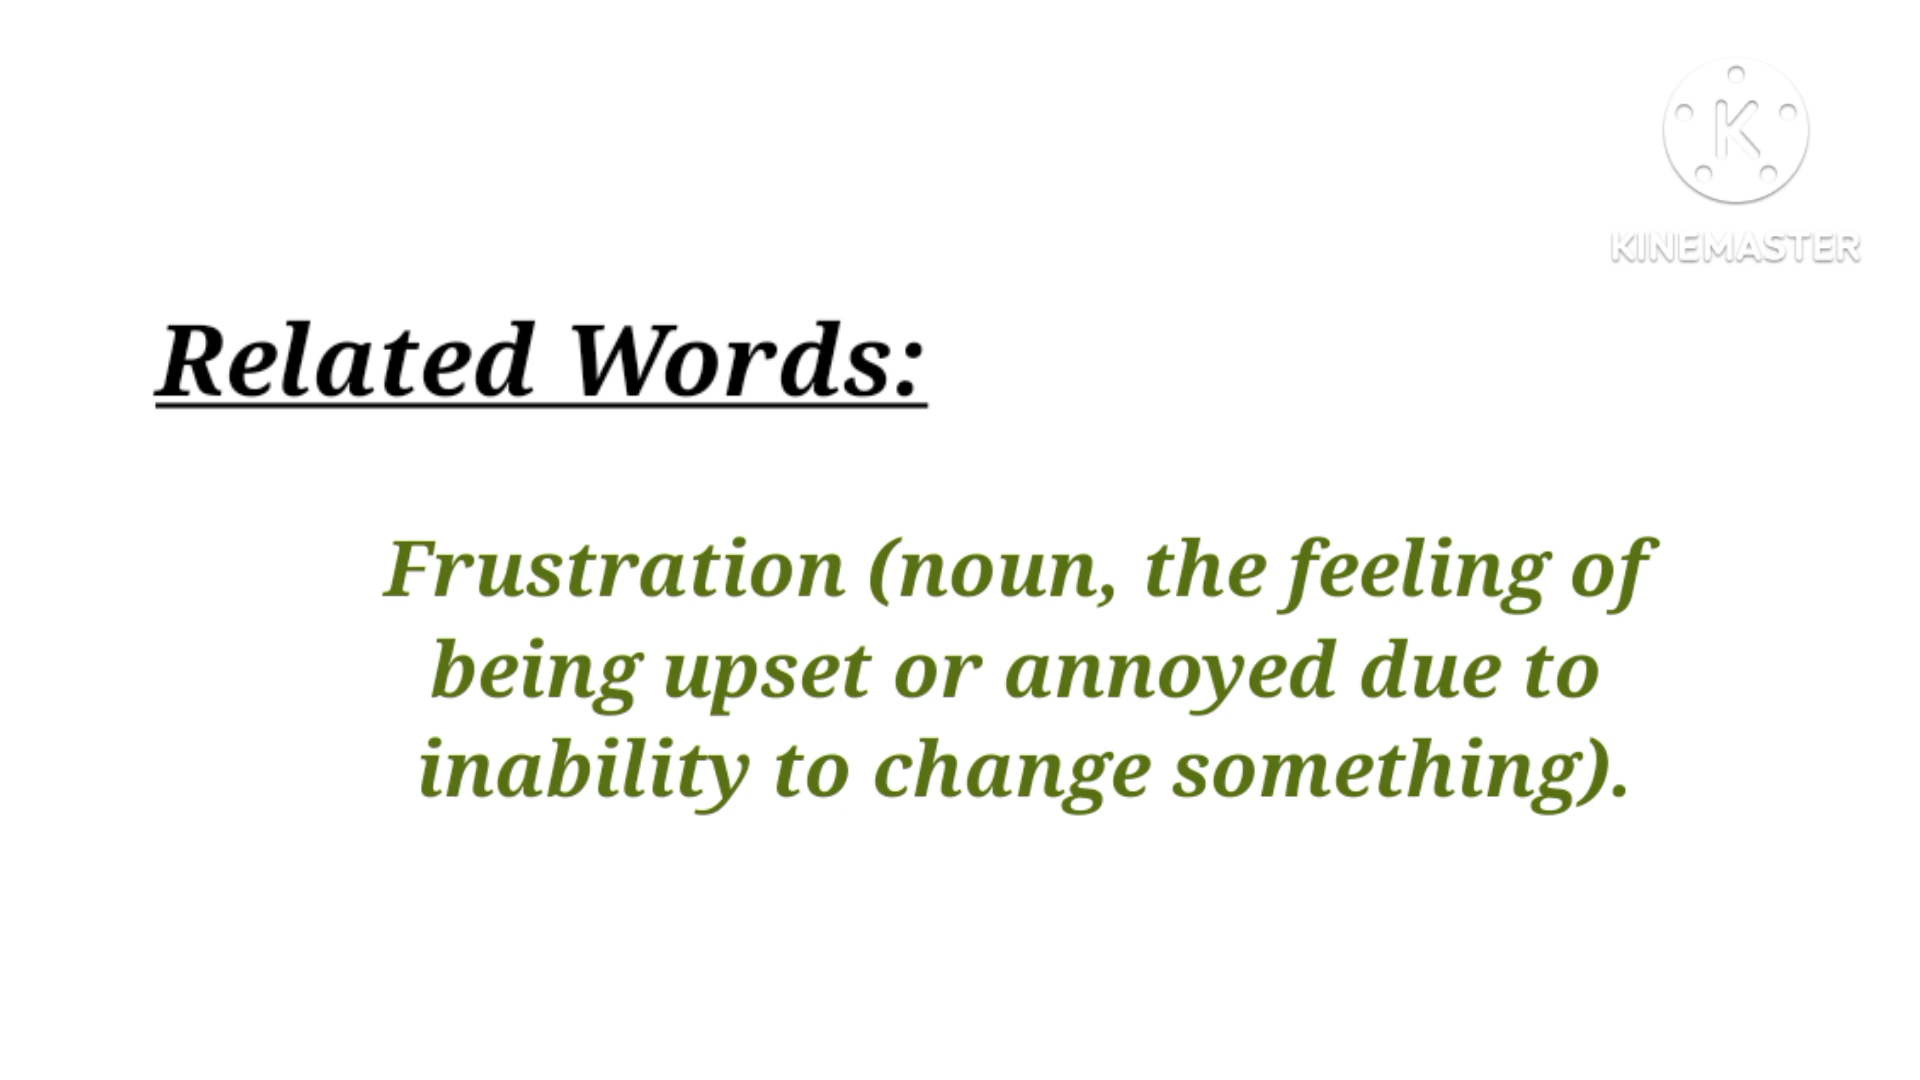 K
KINEMASTER
Related Words:
Frustration (noun, the feeling of
being upset or annoyed due to
inability to change something).